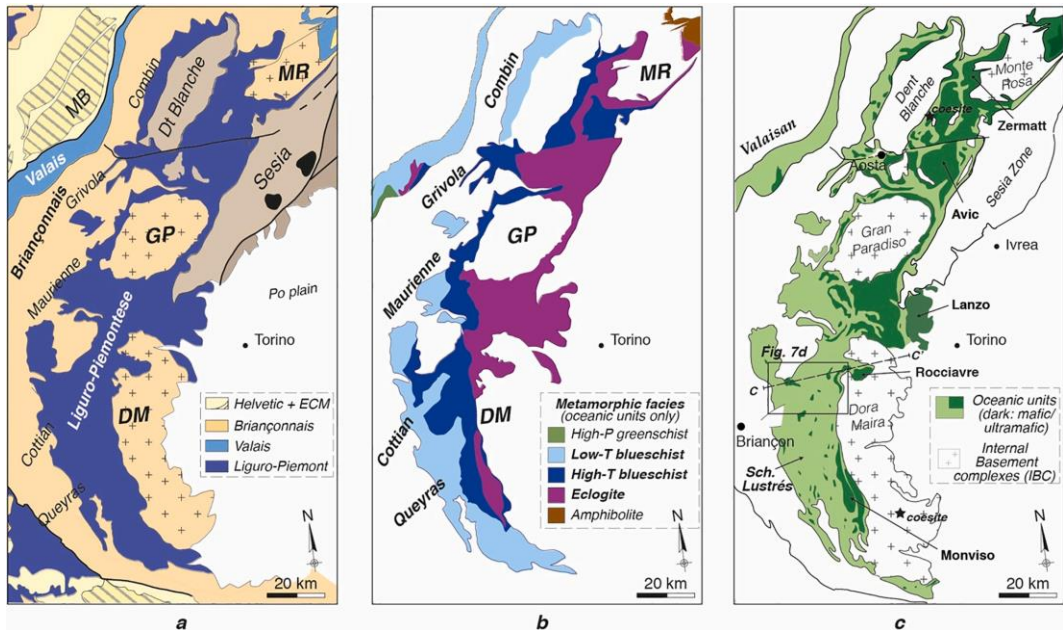 MB
Valais
Combin
Dt Blanche
MR
Sesia
Grivola
Briançonnais
GP
Maurienne
Po plain
Liguro-Piemontese
Torino
DM
Cottian
Queyras
Helvetic + ECM
Briançonnais
Valais
Liguro-Piemont
N
20 km
a
Combin
MR
Grivola
GP
Maurienne
Torino
DM
Cottian
Queyras
Metamorphic facies
(oceanic units only)
High-P greenschist
Low-T blueschist
High-T blueschist
Eclogite
Amphibolite
N
20 km
b
Valaisan
Dent
Blanche
coesite
Monte
Rosa
Zermatt
Aosta
Avic
Sesia Zone
Gran
Paradiso
Ivrea
Lanzo
Torino
Fig. 7d
c'
c
Rocciavre
Dora
Maira
Briançon
Sch.
Lustrés
coesite
Monviso
Oceanic units
(dark: mafic/
ultramafic)
Internal
Basement
complexes (IBC)
N
20 km
c